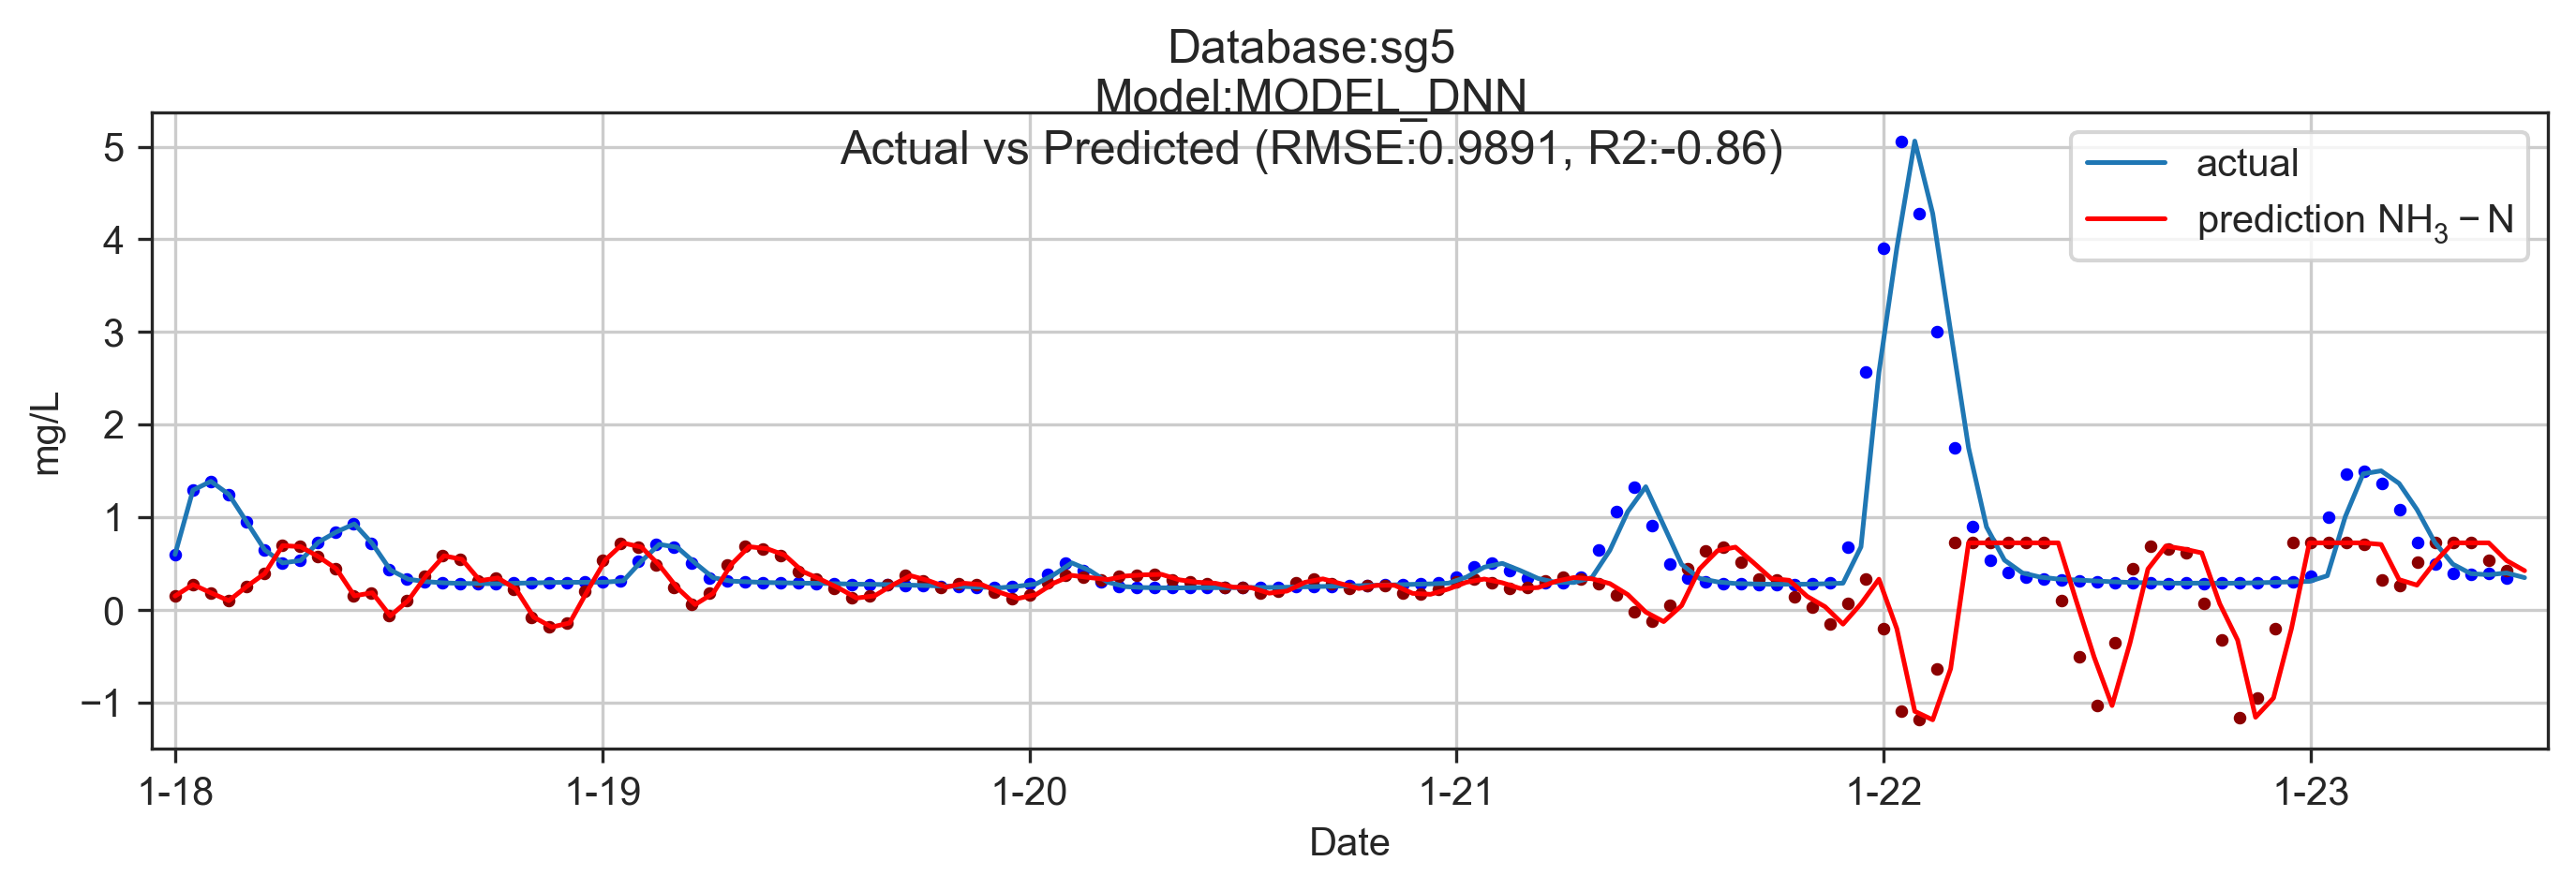 Database:sg5
Model:MODEL_DNN
Actual vs Predicted (RMSE:0.9891, R2:-0.86)
actual
prediction NH₃ − N
mg/L
5
4
3
2
1
0
−1
1-18 1-19 1-20 1-21 1-22 1-23
Date